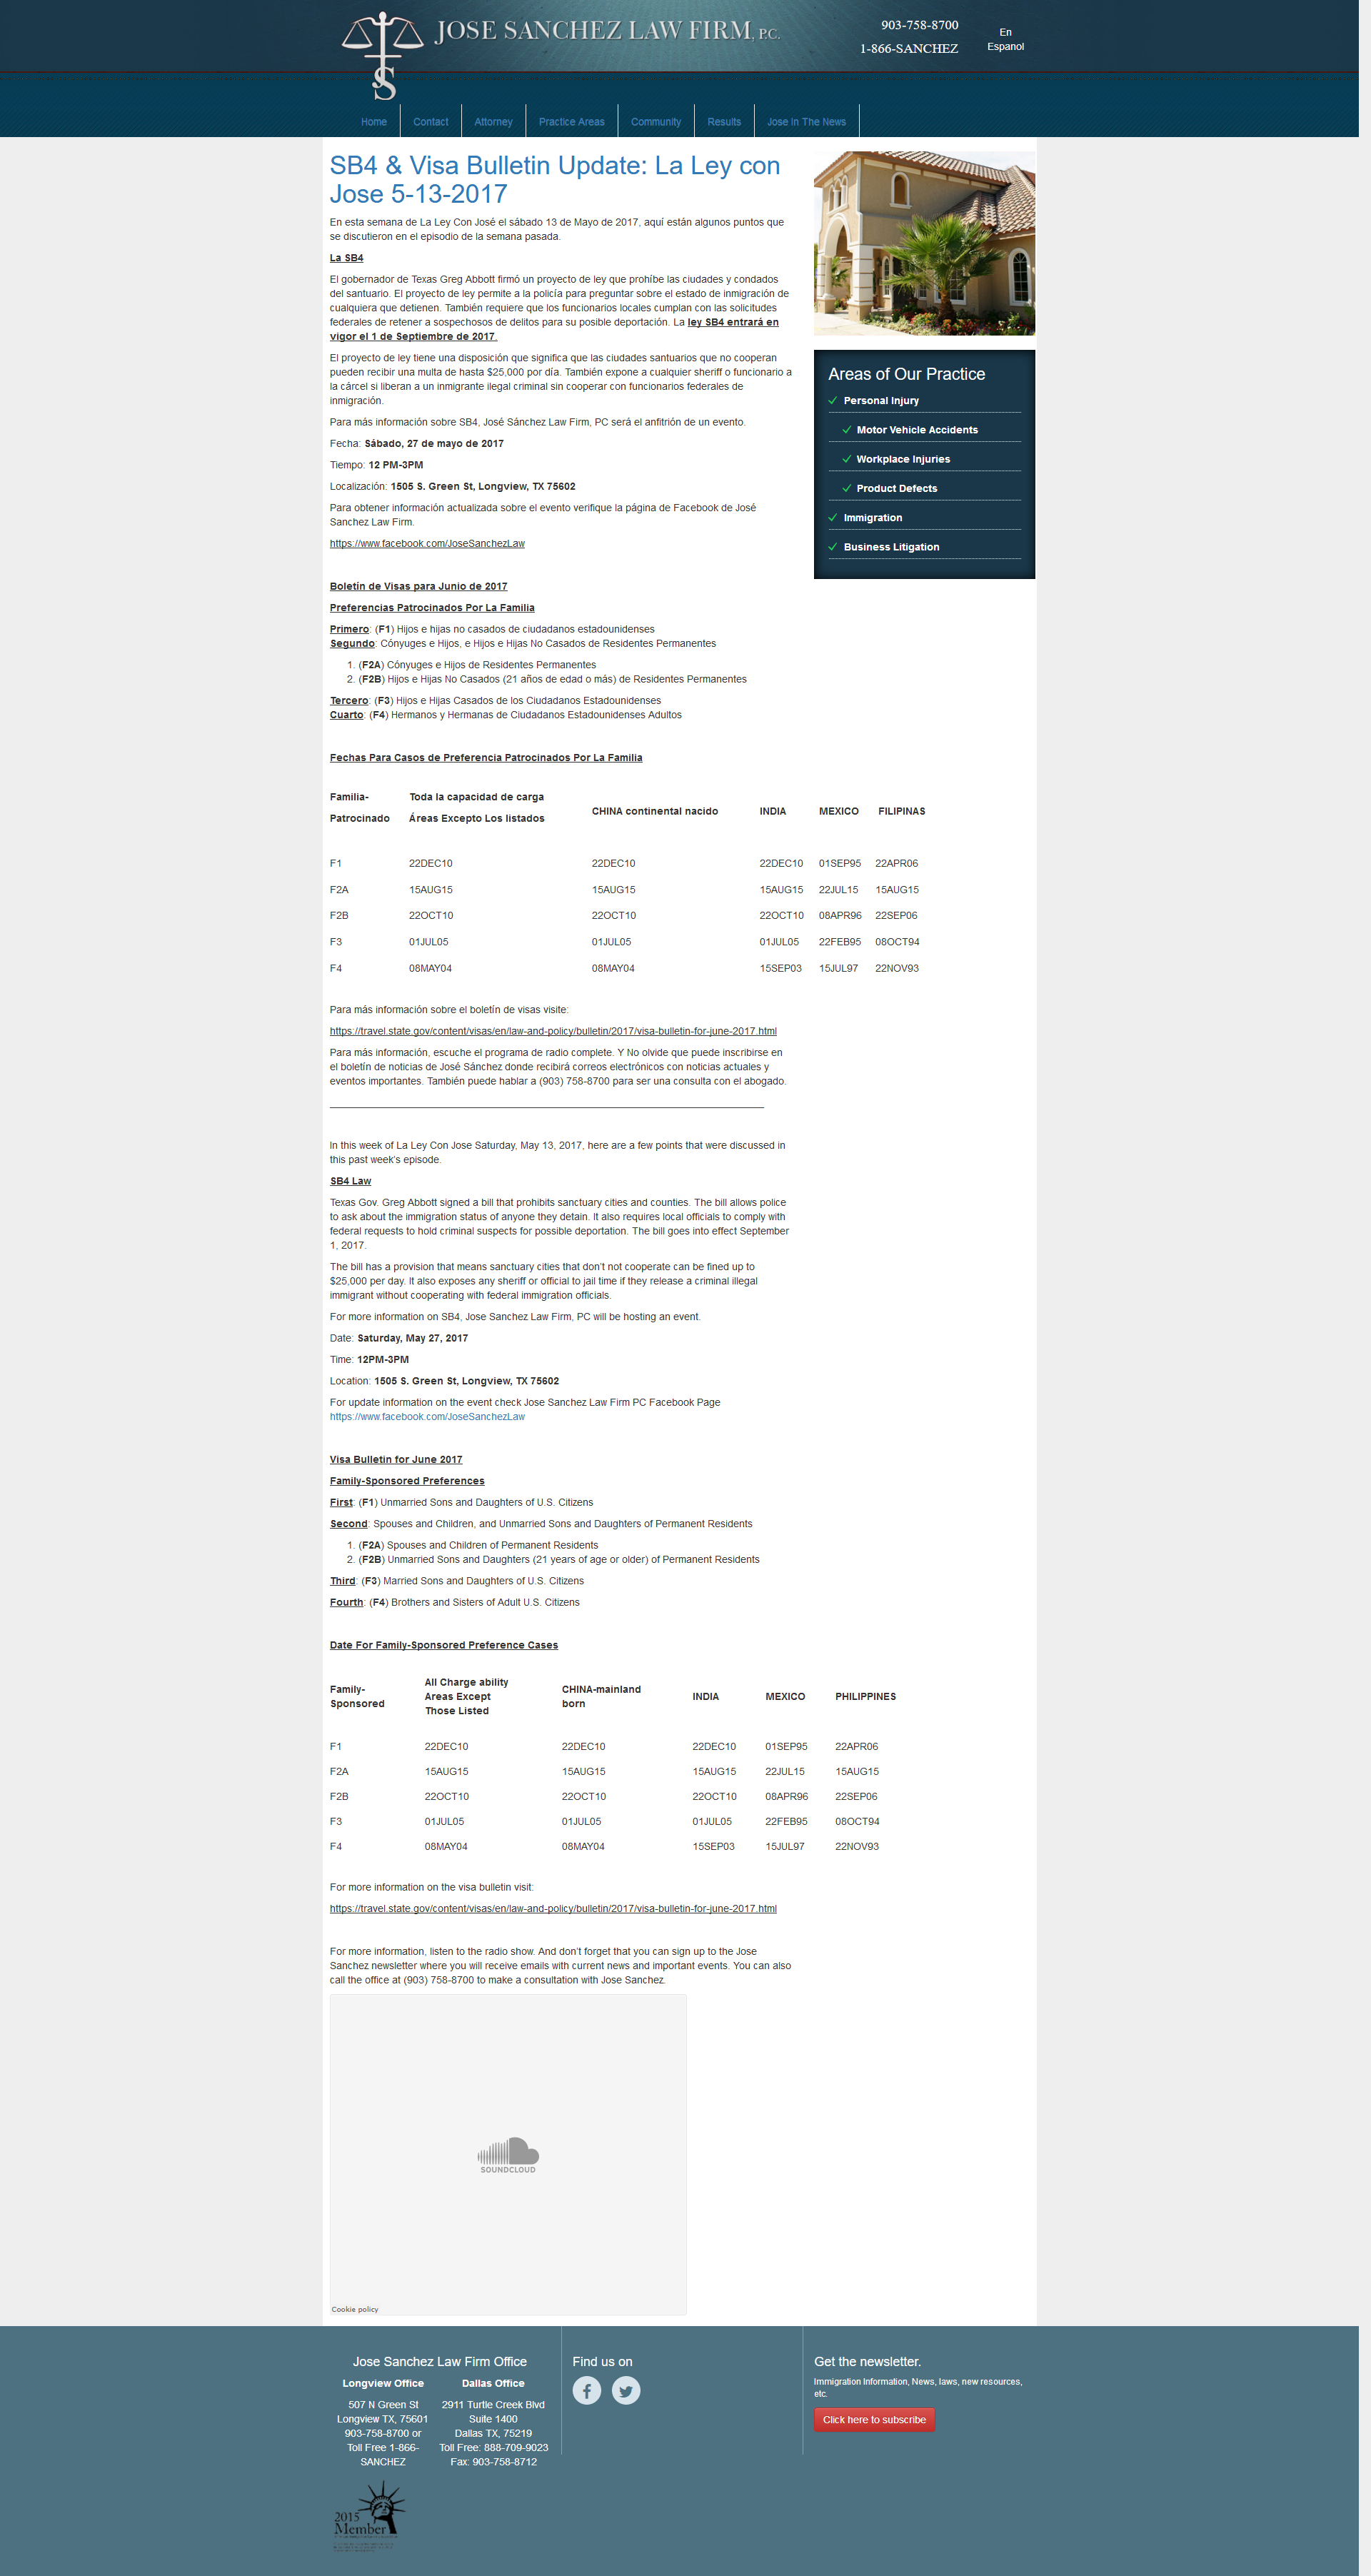 JOSE SANCHEZ LAW FIRM, P.C.
903-758-8700
1-866-SANCHEZ
En
Espanol
S
Home
Contact
Attorney
Practice Areas
Community
Results
Jose In The News
SB4 & Visa Bulletin Update: La Ley con
Jose 5-13-2017
En esta semana de La Ley Con José el sábado 13 de Mayo de 2017, aquí están algunos puntos que
se discutieron en el episodio de la semana pasada.
La SB4
El gobernador de Texas Greg Abbott firmó un proyecto de ley que prohíbe las ciudades y condados
del santuario. El proyecto de ley permite a la policía para preguntar sobre el estado de inmigración de
cualquiera que detienen. También requiere que los funcionarios locales cumplan con las solicitudes
federales de retener a sospechosos de delitos para su posible deportación. La ley SB4 entrará en
vigor el 1 de Septiembre de 2017.
El proyecto de ley tiene una disposición que significa que las ciudades santuarios que no cooperan
pueden recibir una multa de hasta $25,000 por día. También expone a cualquier sheriff o funcionario a
la cárcel si liberan a un inmigrante ilegal criminal sin cooperar con funcionarios federales de
inmigración.
Para más información sobre SB4, José Sánchez Law Firm, PC será el anfitrión de un evento.
Fecha: Sábado, 27 de mayo de 2017
Tiempo: 12 PM-3PM
Localización: 1505 S. Green St, Longview, TX 75602
Para obtener información actualizada sobre el evento verifique la página de Facebook de José
Sanchez Law Firm.
https://www.facebook.com/JoseSanchezLaw
Boletín de Visas para Junio de 2017
Preferencias Patrocinados Por La Familia
Primero: (F1) Hijos e hijas no casados de ciudadanos estadounidenses
Segundo: Cónyuges e Hijos, e Hijos e Hijas No Casados de Residentes Permanentes
1. (F2A) Cónyuges e Hijos de Residentes Permanentes
2. (F2B) Hijos e Hijas No Casados (21 años de edad o más) de Residentes Permanentes
Tercero: (F3) Hijos e Hijas Casados de los Ciudadanos Estadounidenses
Cuarto: (F4) Hermanos y Hermanas de Ciudadanos Estadounidenses Adultos
Fechas Para Casos de Preferencia Patrocinados Por La Familia
Familia- Toda la capacidad de carga
CHINA continental nacido INDIA MEXICO FILIPINAS
Patrocinado Áreas Excepto Los listados
F1 22DEC10 22DEC10 22DEC10 01SEP95 22APR06
F2A 15AUG15 15AUG15 15AUG15 22JUL15 15AUG15
F2B 22OCT10 22OCT10 22OCT10 08APR96 22SEP06
F3 01JUL05 01JUL05 01JUL05 22FEB95 08OCT94
F4 08MAY04 08MAY04 15SEP03 15JUL97 22NOV93
Para más información sobre el boletín de visas visite:
https://travel.state.gov/content/visas/en/law-and-policy/bulletin/2017/visa-bulletin-for-june-2017.html
Para más información, escuche el programa de radio complete. Y No olvide que puede inscribirse en
el boletín de noticias de José Sánchez donde recibirá correos electrónicos con noticias actuales y
eventos importantes. También puede hablar a (903) 758-8700 para ser una consulta con el abogado.
In this week of La Ley Con Jose Saturday, May 13, 2017, here are a few points that were discussed in
this past week's episode.
SB4 Law
Texas Gov. Greg Abbott signed a bill that prohibits sanctuary cities and counties. The bill allows police
to ask about the immigration status of anyone they detain. It also requires local officials to comply with
federal requests to hold criminal suspects for possible deportation. The bill goes into effect September
1, 2017.
The bill has a provision that means sanctuary cities that don't not cooperate can be fined up to
$25,000 per day. It also exposes any sheriff or official to jail time if they release a criminal illegal
immigrant without cooperating with federal immigration officials.
For more information on SB4, Jose Sanchez Law Firm, PC will be hosting an event.
Date: Saturday, May 27, 2017
Time: 12PM-3PM
Location: 1505 S. Green St, Longview, TX 75602
For update information on the event check Jose Sanchez Law Firm PC Facebook Page
https://www.facebook.com/JoseSanchezLaw
Visa Bulletin for June 2017
Family-Sponsored Preferences
First: (F1) Unmarried Sons and Daughters of U.S. Citizens
Second: Spouses and Children, and Unmarried Sons and Daughters of Permanent Residents
1. (F2A) Spouses and Children of Permanent Residents
2. (F2B) Unmarried Sons and Daughters (21 years of age or older) of Permanent Residents
Third: (F3) Married Sons and Daughters of U.S. Citizens
Fourth: (F4) Brothers and Sisters of Adult U.S. Citizens
Date For Family-Sponsored Preference Cases
Family-
Sponsored
All Charge ability
Areas Except
Those Listed
CHINA-mainland
born
INDIA MEXICO PHILIPPINES
F1 22DEC10 22DEC10 22DEC10 01SEP95 22APR06
F2A 15AUG15 15AUG15 15AUG15 22JUL15 15AUG15
F2B 22OCT10 22OCT10 22OCT10 08APR96 22SEP06
F3 01JUL05 01JUL05 01JUL05 22FEB95 08OCT94
F4 08MAY04 08MAY04 15SEP03 15JUL97 22NOV93
For more information on the visa bulletin visit:
https://travel.state.gov/content/visas/en/law-and-policy/bulletin/2017/visa-bulletin-for-june-2017.html
For more information, listen to the radio show. And don't forget that you can sign up to the Jose
Sanchez newsletter where you will receive emails with current news and important events. You can also
call the office at (903) 758-8700 to make a consultation with Jose Sanchez.
SOUNDCLOUD
Cookie policy
Areas of Our Practice
Personal Injury
Motor Vehicle Accidents
Workplace Injuries
Product Defects
Immigration
Business Litigation
Jose Sanchez Law Firm Office
Longview Office
507 N Green St
Longview TX, 75601
903-758-8700 or
Toll Free 1-866-
SANCHEZ
Dallas Office
2911 Turtle Creek Blvd
Suite 1400
Dallas TX, 75219
Toll Free: 888-709-9023
Fax: 903-758-8712
2015
Member
Find us on
Get the newsletter.
Immigration Information, News, laws, new resources,
etc.
Click here to subscribe